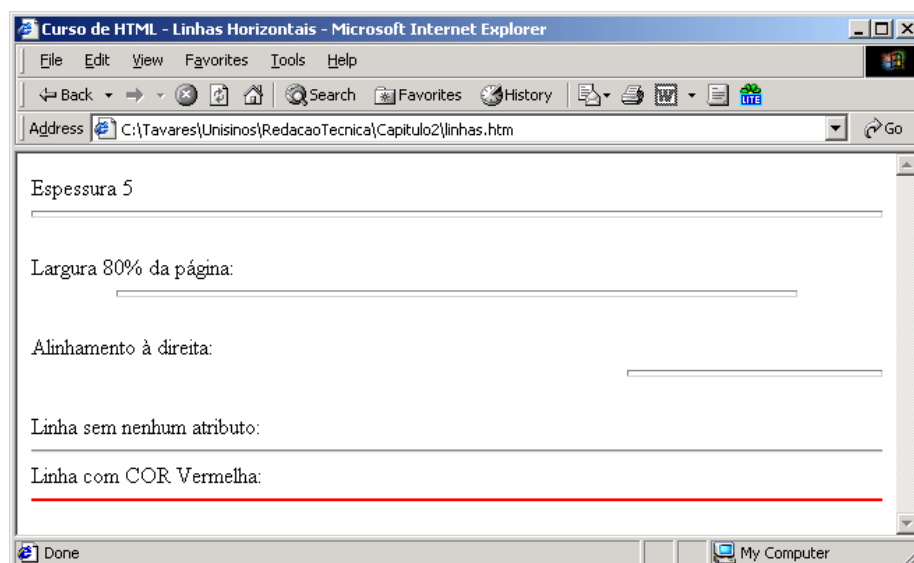 Curso de HTML - Linhas Horizontais - Microsoft Internet Explorer
File Edit View Favorites Tools Help
Back Search Favorites History W LITE
Address C:\Tavares\Unisinos\RedacaoTecnica\Capitulo2\linhas.htm Go
Espessura 5
Largura 80% da página:
Alinhamento à direita:
Linha sem nenhum atributo:
Linha com COR Vermelha:
Done My Computer